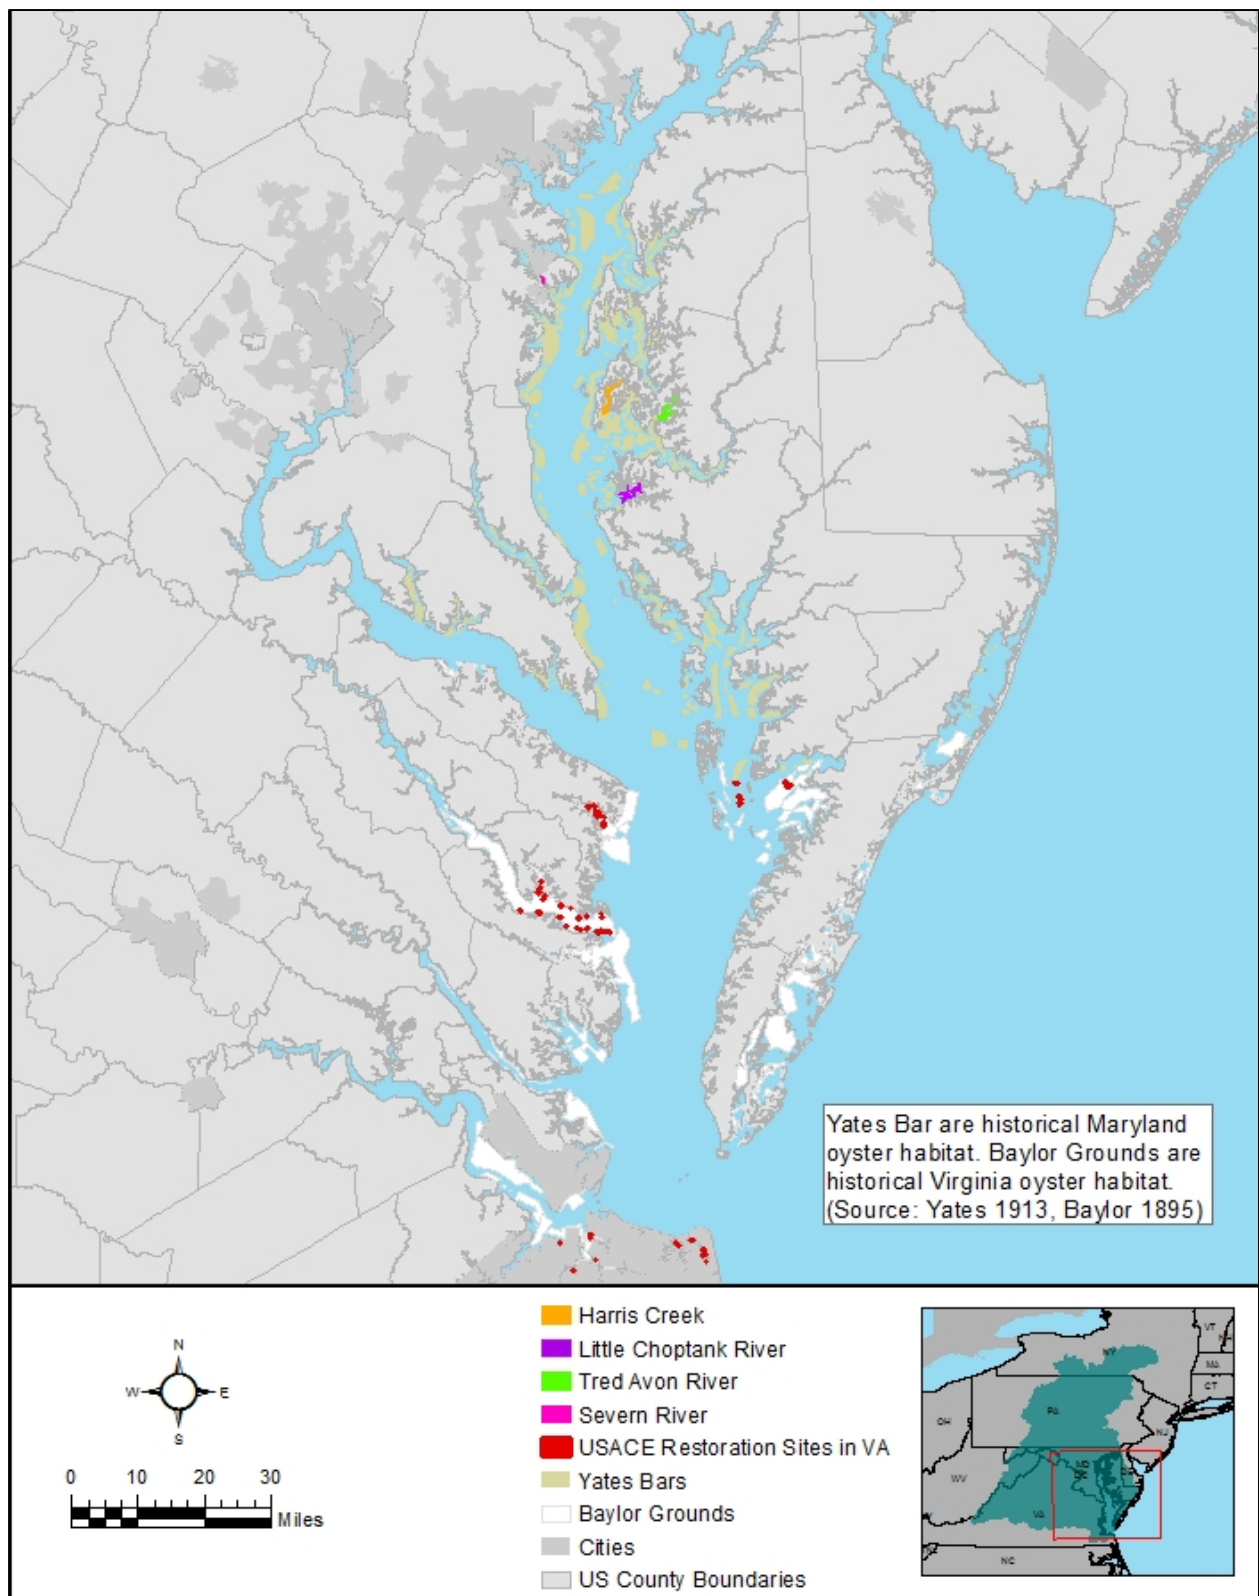 Yates Bar are historical Maryland
oyster habitat. Baylor Grounds are
historical Virginia oyster habitat.
(Source: Yates 1913, Baylor 1895)
N
W
E
S
0 10 20 30
Miles
Harris Creek
Little Choptank River
Tred Avon River
Severn River
USACE Restoration Sites in VA
Yates Bars
Baylor Grounds
Cities
US County Boundaries
VT
NY
MA
CT
PA
OH
NJ
MD
WV
VA
NC